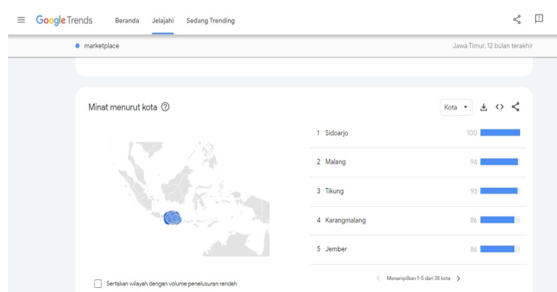 Google Trends Beranda Jelajahi Sedang Trending
marketplace Jawa Timur, 12 bulan terakhir
Minat menurut kota Kota
1 Sidoarjo 100
2 Malang 94
3 Tikung 93
4 Karangmalang 86
5 Jember 86
Sertakan wilayah dengan volume penelusuran rendah
Menampilkan 1-5 dari 38 kota